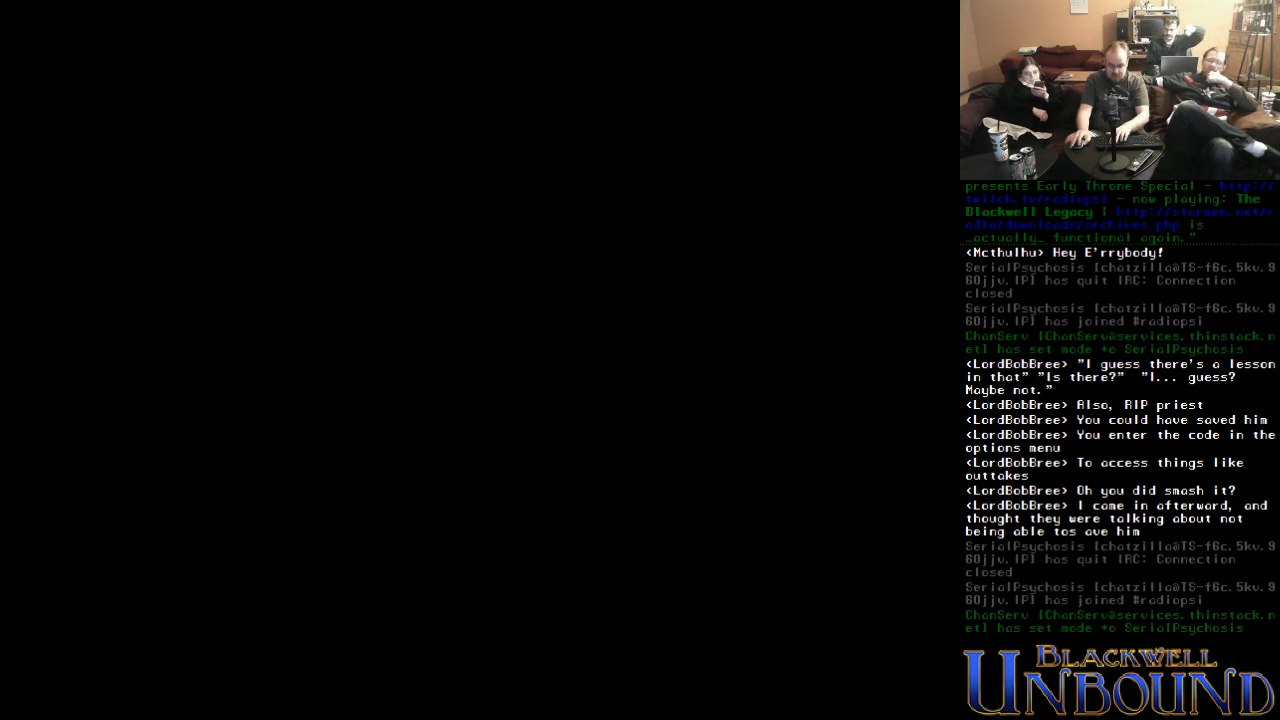 presents Early Throne Special - http://
twitch.tv/radiopsi - now playing: The
Blackwell Legacy | http://starmen.net/r
adio/downloads/archives.php is
_actually_ functional again."
<Mcthulhu> Hey E'rrybody!
SerialPsychosis [chatzilla@TS-f6c.5kv.9
60jjv.IP] has quit IRC: Connection
closed
SerialPsychosis [chatzilla@TS-f6c.5kv.9
60jjv.IP] has joined #radiopsi
ChanServ [ChanServ@services.thinstack.n
et] has set mode +o SerialPsychosis
<LordBobBree> "I guess there's a lesson
in that" "Is there?"  "I... guess?
Maybe not."
<LordBobBree> Also, RIP priest
<LordBobBree> You could have saved him
<LordBobBree> You enter the code in the
options menu
<LordBobBree> To access things like
outtakes
<LordBobBree> Oh you did smash it?
<LordBobBree> I came in afterward, and
thought they were talking about not
being able tos ave him
SerialPsychosis [chatzilla@TS-f6c.5kv.9
60jjv.IP] has quit IRC: Connection
closed
SerialPsychosis [chatzilla@TS-f6c.5kv.9
60jjv.IP] has joined #radiopsi
ChanServ [ChanServ@services.thinstack.n
et] has set mode +o SerialPsychosis
BLACKWELL
UNBOUND